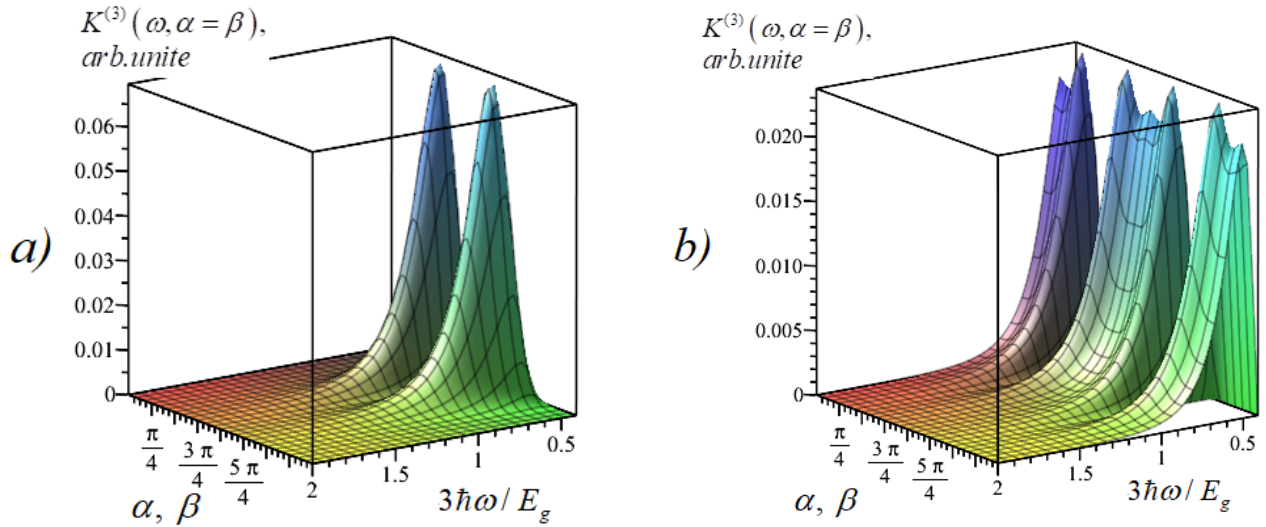 K^{(3)}(ω, α = β),
arb.unite
a)
0.06
0.05
0.04
0.03
0.02
0.01
0
π/4
3π/4
5π/4
α, β
2
1.5
1
0.5
3ħω / E_g
K^{(3)}(ω, α = β),
arb.unite
b)
0.020
0.015
0.010
0.005
0
π/4
3π/4
5π/4
α, β
2
1.5
1
0.5
3ħω / E_g